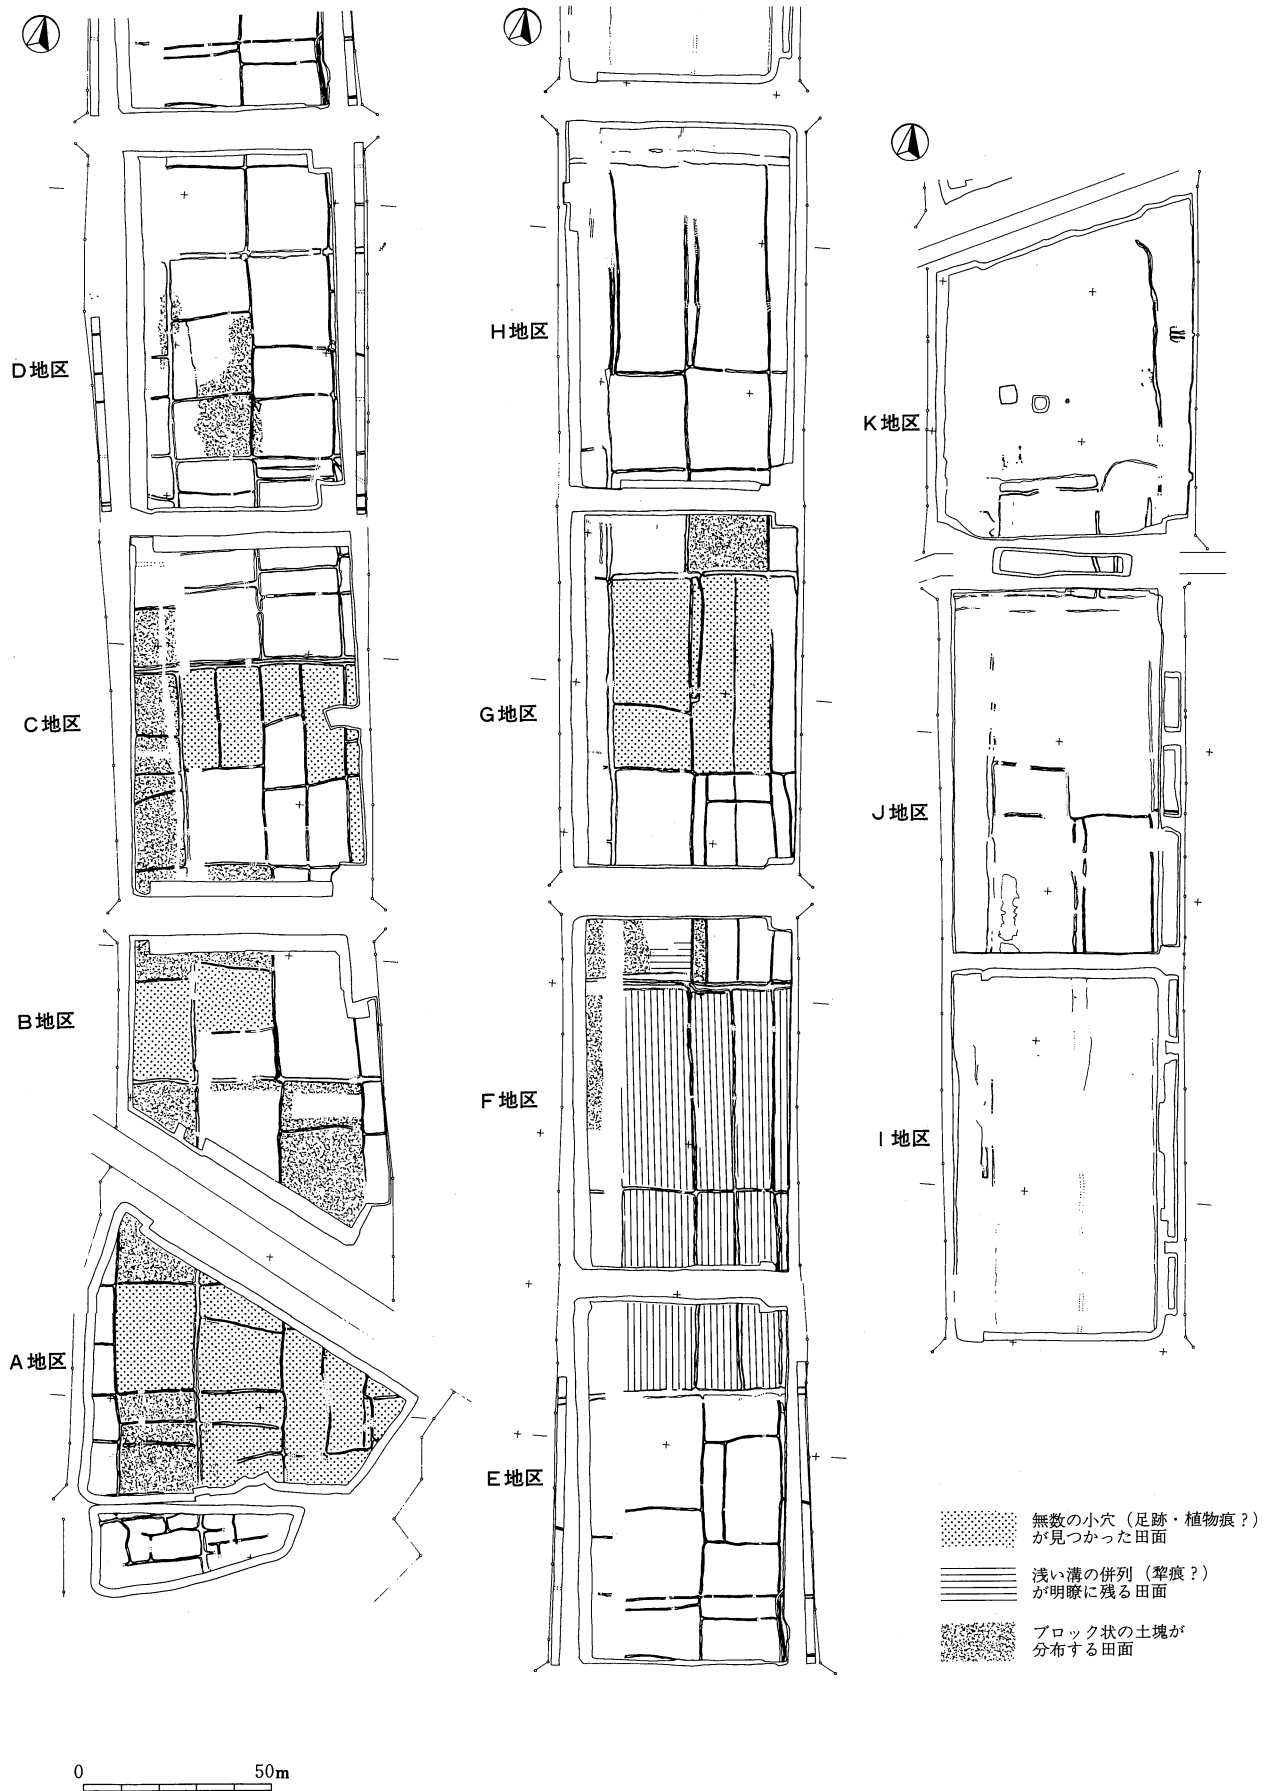 D地区
C地区
B地区
A地区
H地区
G地区
F地区
E地区
K地区
J地区
I地区
無数の小穴（足跡・植物痕？）
が見つかった田面
浅い溝の併列（犂痕？）
が明瞭に残る田面
ブロック状の土塊が
分布する田面
0 50m